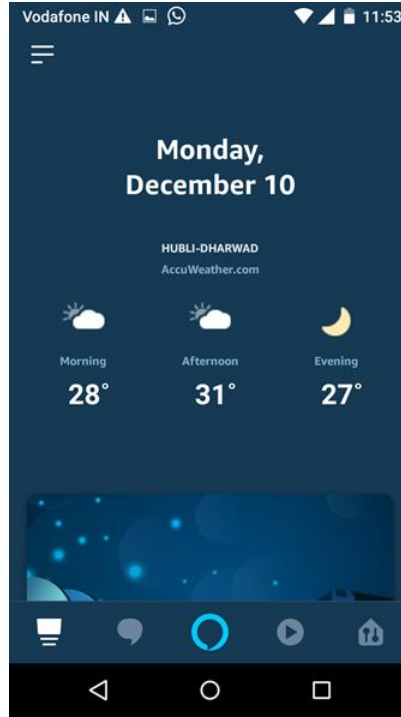 Vodafone IN 11:53
Monday,
December 10
HUBLI-DHARWAD
AccuWeather.com
Morning Afternoon Evening
28° 31° 27°